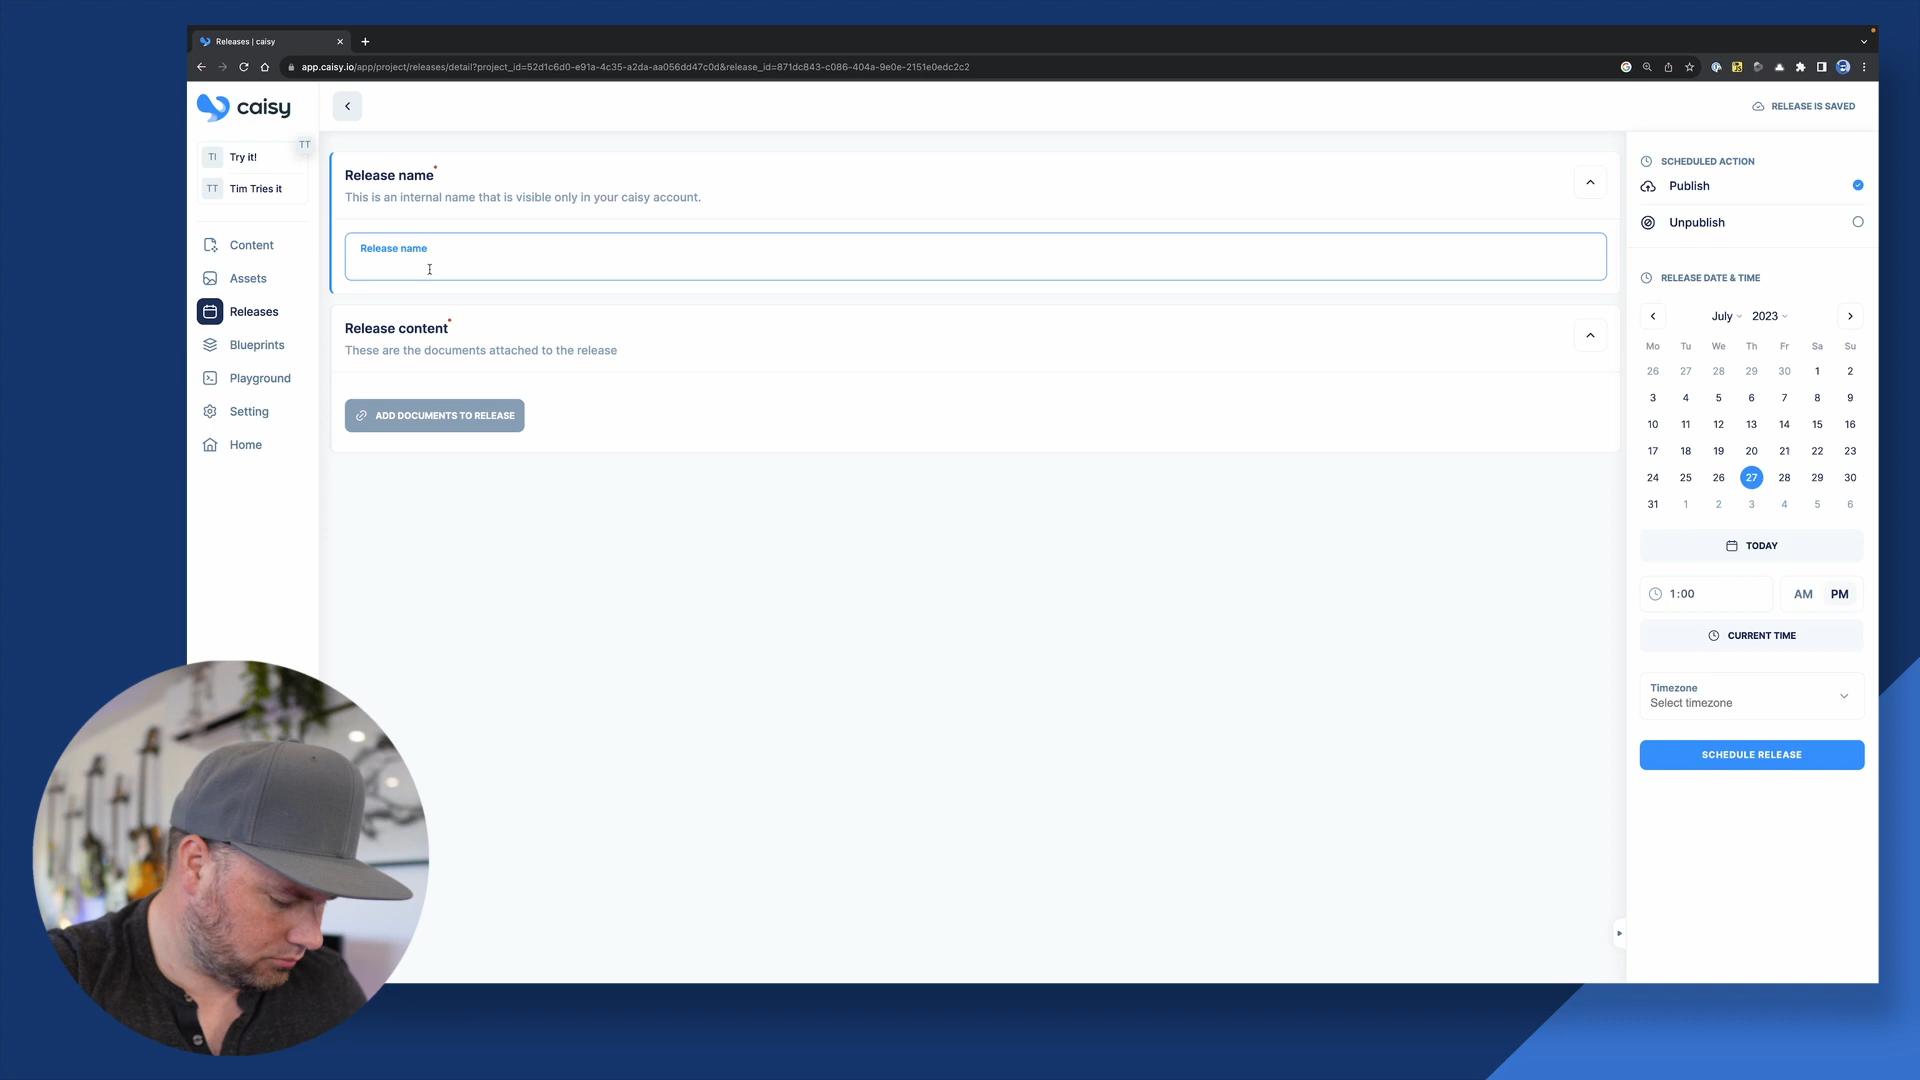 Releases | caisy
app.caisy.io/app/project/releases/detail?project_id=52d1c6d0-e91a-4c35-a2da-aa056dd47c0d&release_id=871dc843-c086-404a-9e0e-2151e0edc2c2
caisy
RELEASE IS SAVED
TT
TI Try it!
TT Tim Tries it
Content
Assets
Releases
Blueprints
Playground
Setting
Home
Release name*
This is an internal name that is visible only in your caisy account.
Release name
Release content*
These are the documents attached to the release
ADD DOCUMENTS TO RELEASE
SCHEDULED ACTION
Publish
Unpublish
RELEASE DATE & TIME
July 2023
Mo Tu We Th Fr Sa Su
26 27 28 29 30 1 2
3 4 5 6 7 8 9
10 11 12 13 14 15 16
17 18 19 20 21 22 23
24 25 26 27 28 29 30
31 1 2 3 4 5 6
TODAY
1:00 AM PM
CURRENT TIME
Timezone
Select timezone
SCHEDULE RELEASE